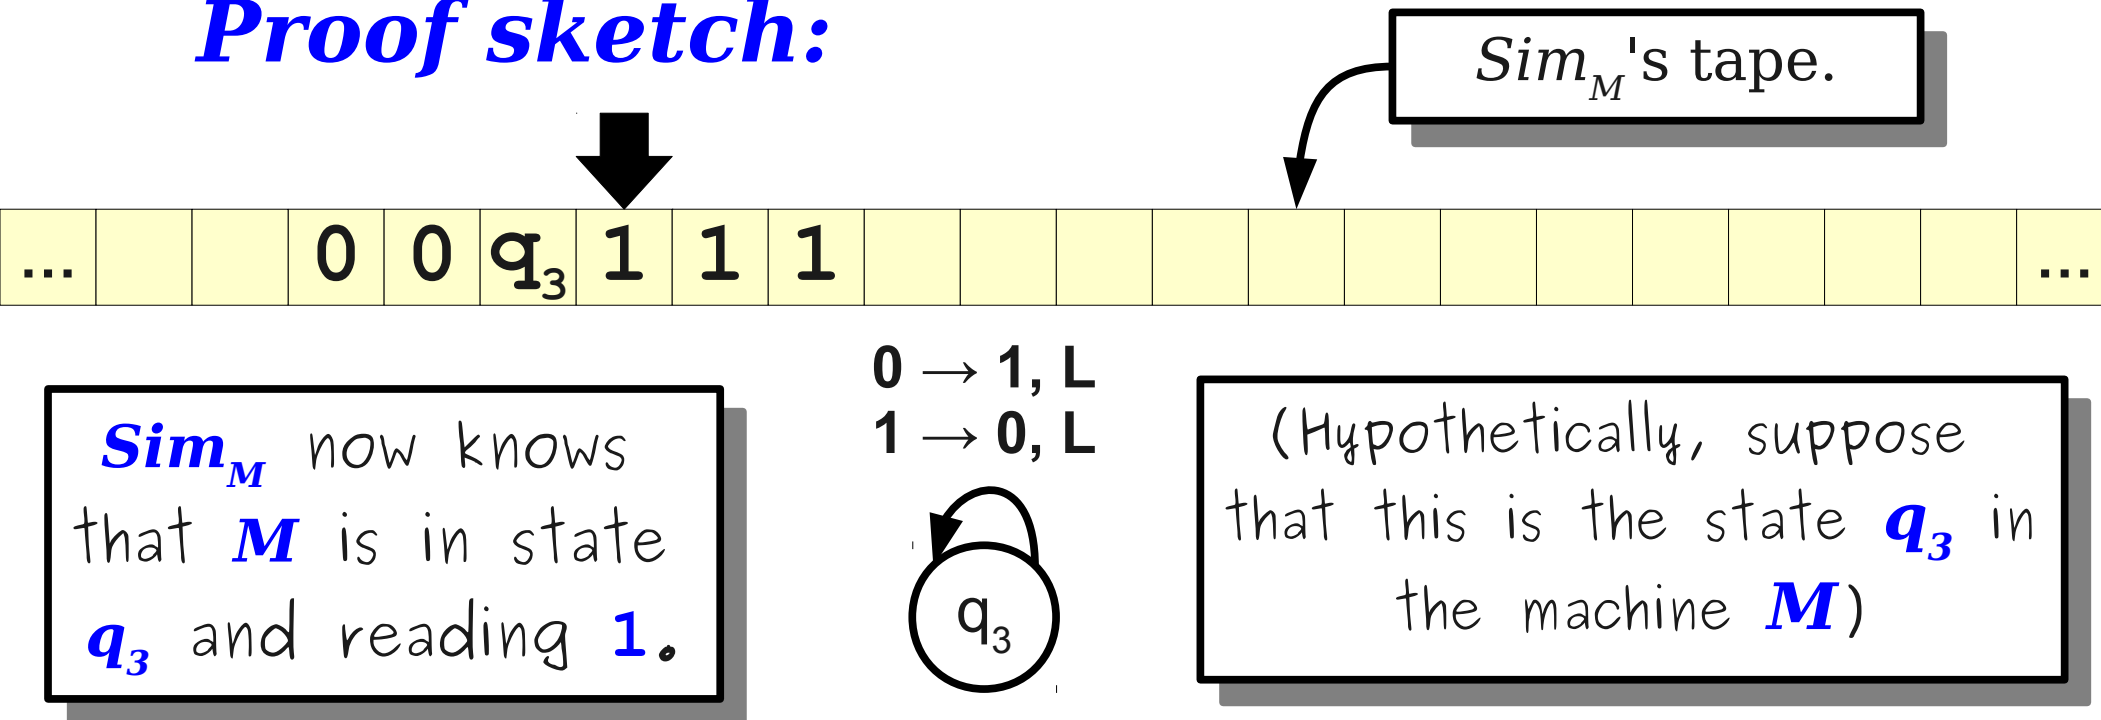 Proof sketch:
Sim_M's tape.
... 0 0 q₃ 1 1 1 ...
0 → 1, L
1 → 0, L
Sim_M now knows
that M is in state
q₃ and reading 1.
q₃
(Hypothetically, suppose
that this is the state q₃ in
the machine M)